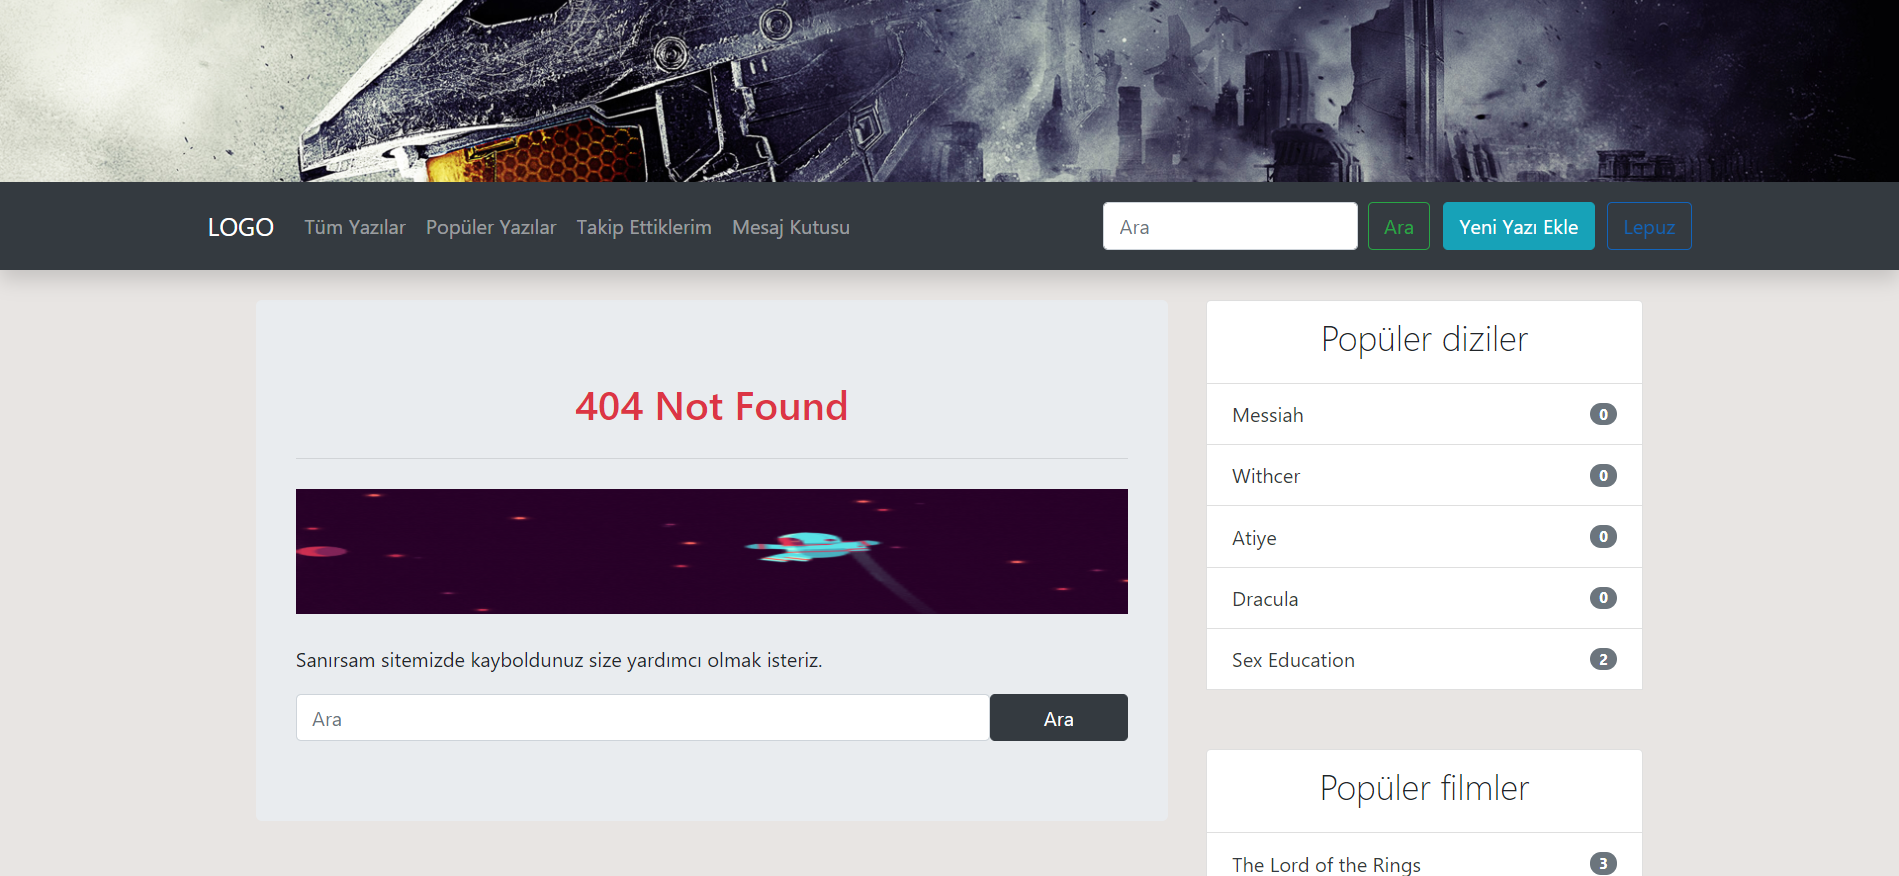 LOGO Tüm Yazılar Popüler Yazılar Takip Ettiklerim Mesaj Kutusu Ara Ara Yeni Yazı Ekle Lepuz
404 Not Found
Sanırsam sitemizde kayboldunuz size yardımcı olmak isteriz.
Ara Ara
Popüler diziler
Messiah 0
Withcer 0
Atiye 0
Dracula 0
Sex Education 2
Popüler filmler
The Lord of the Rings 3